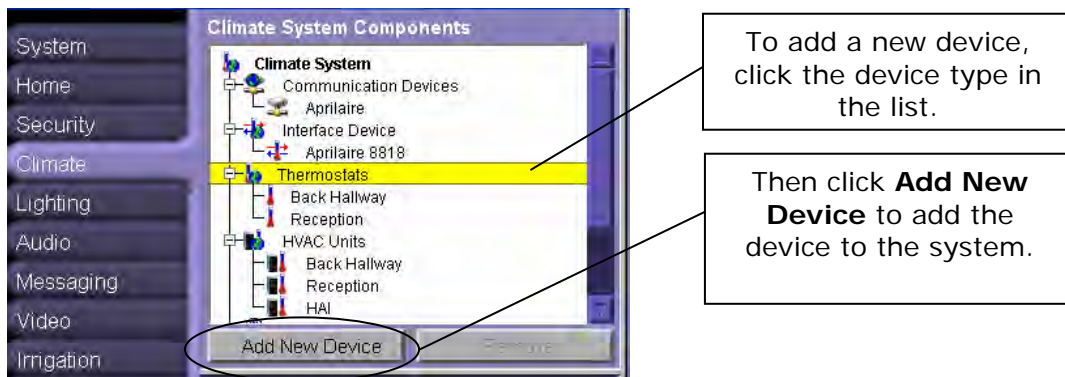 System
Home
Security
Climate
Lighting
Audio
Messaging
Video
Irrigation
Climate System Components
Climate System
Communication Devices
Aprilaire
Interface Device
Aprilaire 8818
Thermostats
Back Hallway
Reception
HVAC Units
Back Hallway
Reception
HAI
Add New Device
Remove
To add a new device,
click the device type in
the list.
Then click Add New
Device to add the
device to the system.